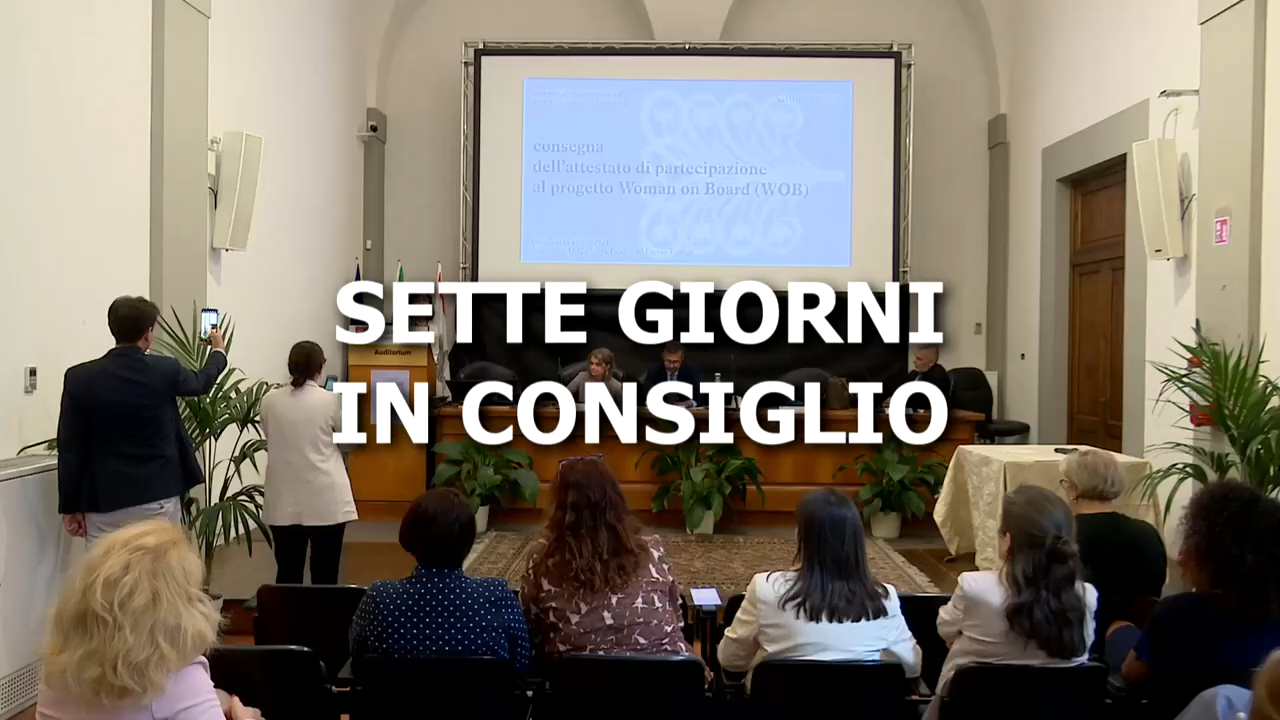 consegna
dell'attestato di partecipazione
al progetto Woman on Board (WOB)
SETTE GIORNI
Auditorium
IN CONSIGLIO